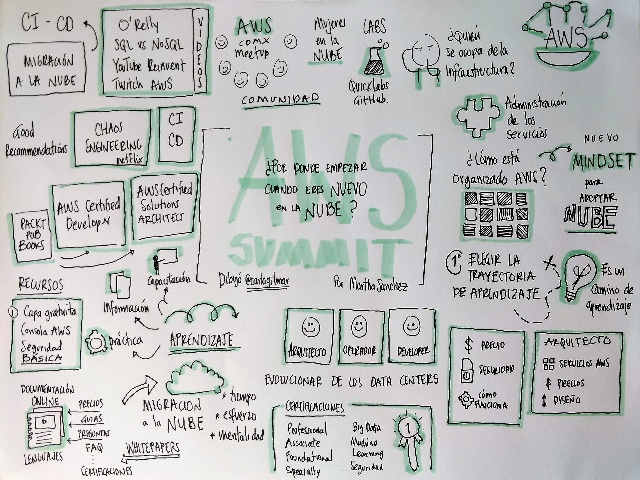 CI - CD
MIGRACIÓN
A LA NUBE
O'Relly
SQL vs NoSQL
YouTube Reinvent
Twitch AWS
VIDEOS
AWS
CDMX
meetup
COMUNIDAD
Mujeres
en la
NUBE
LABS
Quicklabs
GitHub.
¿Quién
se ocupa de la
infraestructura?
AWS
Good
Recommendations
CHAOS
ENGINEERING
netflix
CI
CD
Administración
de los
servicios
¿Cómo está
organizado AWS?
NUEVO
MINDSET
para
ADOPTAR
NUBE
AWS
SUMMIT
¿POR DONDE EMPEZAR
CUANDO ERES NUEVO
en la NUBE?
Dibujó @carlogilmar
Por Martha Sánchez
PACKT
PUB
BOOKS
AWS Certified
Developer
AWS Certified
Solutions
ARCHITECT
1° ELEGIR LA
TRAYECTORIA
DE APRENDIZAJE
Es un
camino de
aprendizaje
RECURSOS
Capa gratuita
Consola AWS
Seguridad
BÁSICA
Información
Capacitación
práctica
APRENDIZAJE
ARQUITECTO
OPERADOR
DEVELOPER
EVOLUCIONAR DE LOS DATA CENTERS
$ PRECIO
SEGURIDAD
CÓMO
FUNCIONA
ARQUITECTO
SERVICIOS AWS
$ PRECIOS
DISEÑO
DOCUMENTACIÓN
ONLINE
LENGUAJES
PRECIOS
GUÍAS
PREGUNTAS
FAQ
CERTIFICACIONES
MIGRACIÓN
a la NUBE
WHITEPAPERS
* tiempo
* esfuerzo
* mentalidad
CERTIFICACIONES
Professional
Associate
Foundational
Specialty
Big Data
Machine
Learning
Seguridad
1